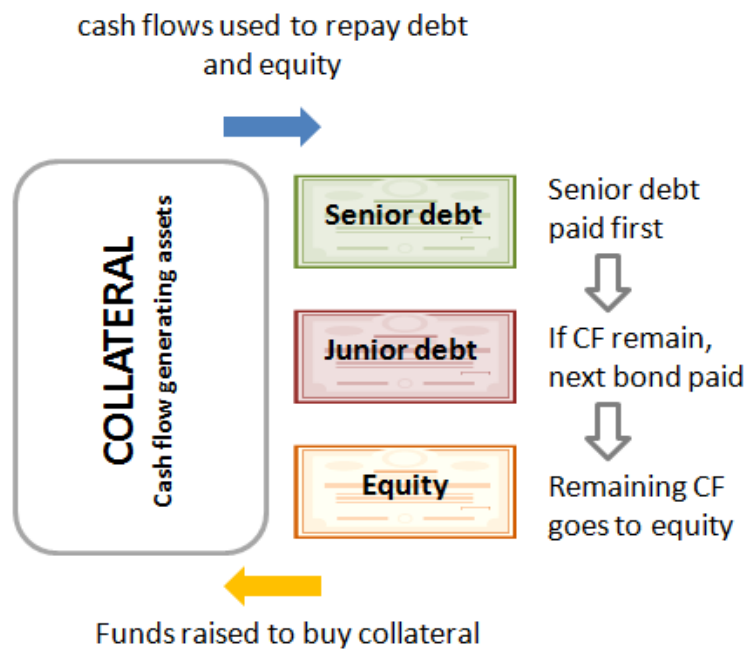 cash flows used to repay debt
and equity
COLLATERAL
Cash flow generating assets
Senior debt
Senior debt
paid first
Junior debt
If CF remain,
next bond paid
Equity
Remaining CF
goes to equity
Funds raised to buy collateral